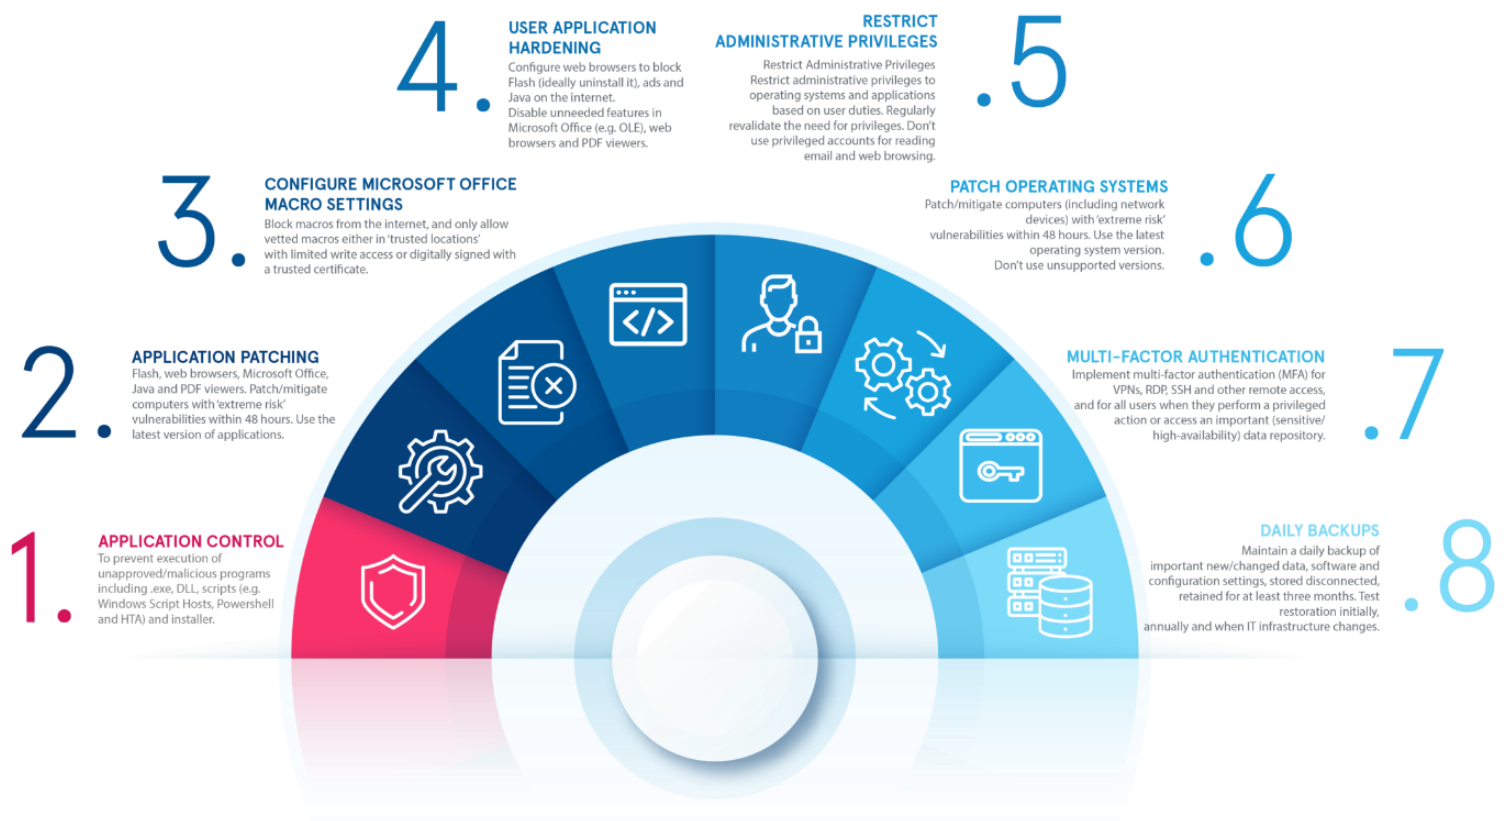 1.
APPLICATION CONTROL
To prevent execution of
unapproved/malicious programs
including .exe, DLL, scripts (e.g.
Windows Script Hosts, Powershell
and HTA) and installer.
2.
APPLICATION PATCHING
Flash, web browsers, Microsoft Office,
Java and PDF viewers. Patch/mitigate
computers with 'extreme risk'
vulnerabilities within 48 hours. Use the
latest version of applications.
3.
CONFIGURE MICROSOFT OFFICE
MACRO SETTINGS
Block macros from the internet, and only allow
vetted macros either in 'trusted locations'
with limited write access or digitally signed with
a trusted certificate.
4.
USER APPLICATION
HARDENING
Configure web browsers to block
Flash (ideally uninstall it), ads and
Java on the internet.
Disable unneeded features in
Microsoft Office (e.g. OLE), web
browsers and PDF viewers.
.5
RESTRICT
ADMINISTRATIVE PRIVILEGES
Restrict Administrative Privileges
Restrict administrative privileges to
operating systems and applications
based on user duties. Regularly
revalidate the need for privileges. Don't
use privileged accounts for reading
email and web browsing.
.6
PATCH OPERATING SYSTEMS
Patch/mitigate computers (including network
devices) with 'extreme risk'
vulnerabilities within 48 hours. Use the latest
operating system version.
Don't use unsupported versions.
.7
MULTI-FACTOR AUTHENTICATION
Implement multi-factor authentication (MFA) for
VPNs, RDP, SSH and other remote access,
and for all users when they perform a privileged
action or access an important (sensitive/
high-availability) data repository.
.8
DAILY BACKUPS
Maintain a daily backup of
important new/changed data, software and
configuration settings, stored disconnected,
retained for at least three months. Test
restoration initially,
annually and when IT infrastructure changes.